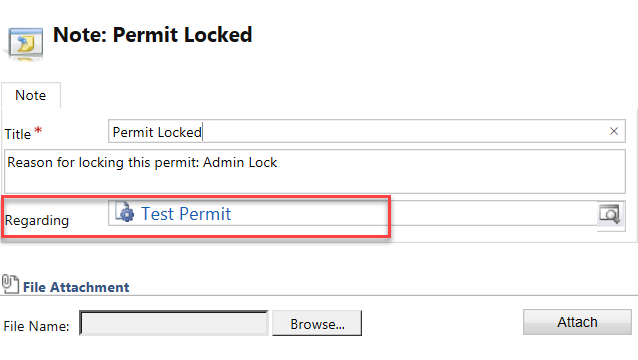 Note: Permit Locked
Note
Title * Permit Locked ×
Reason for locking this permit: Admin Lock
Regarding Test Permit
File Attachment
File Name: Browse... Attach